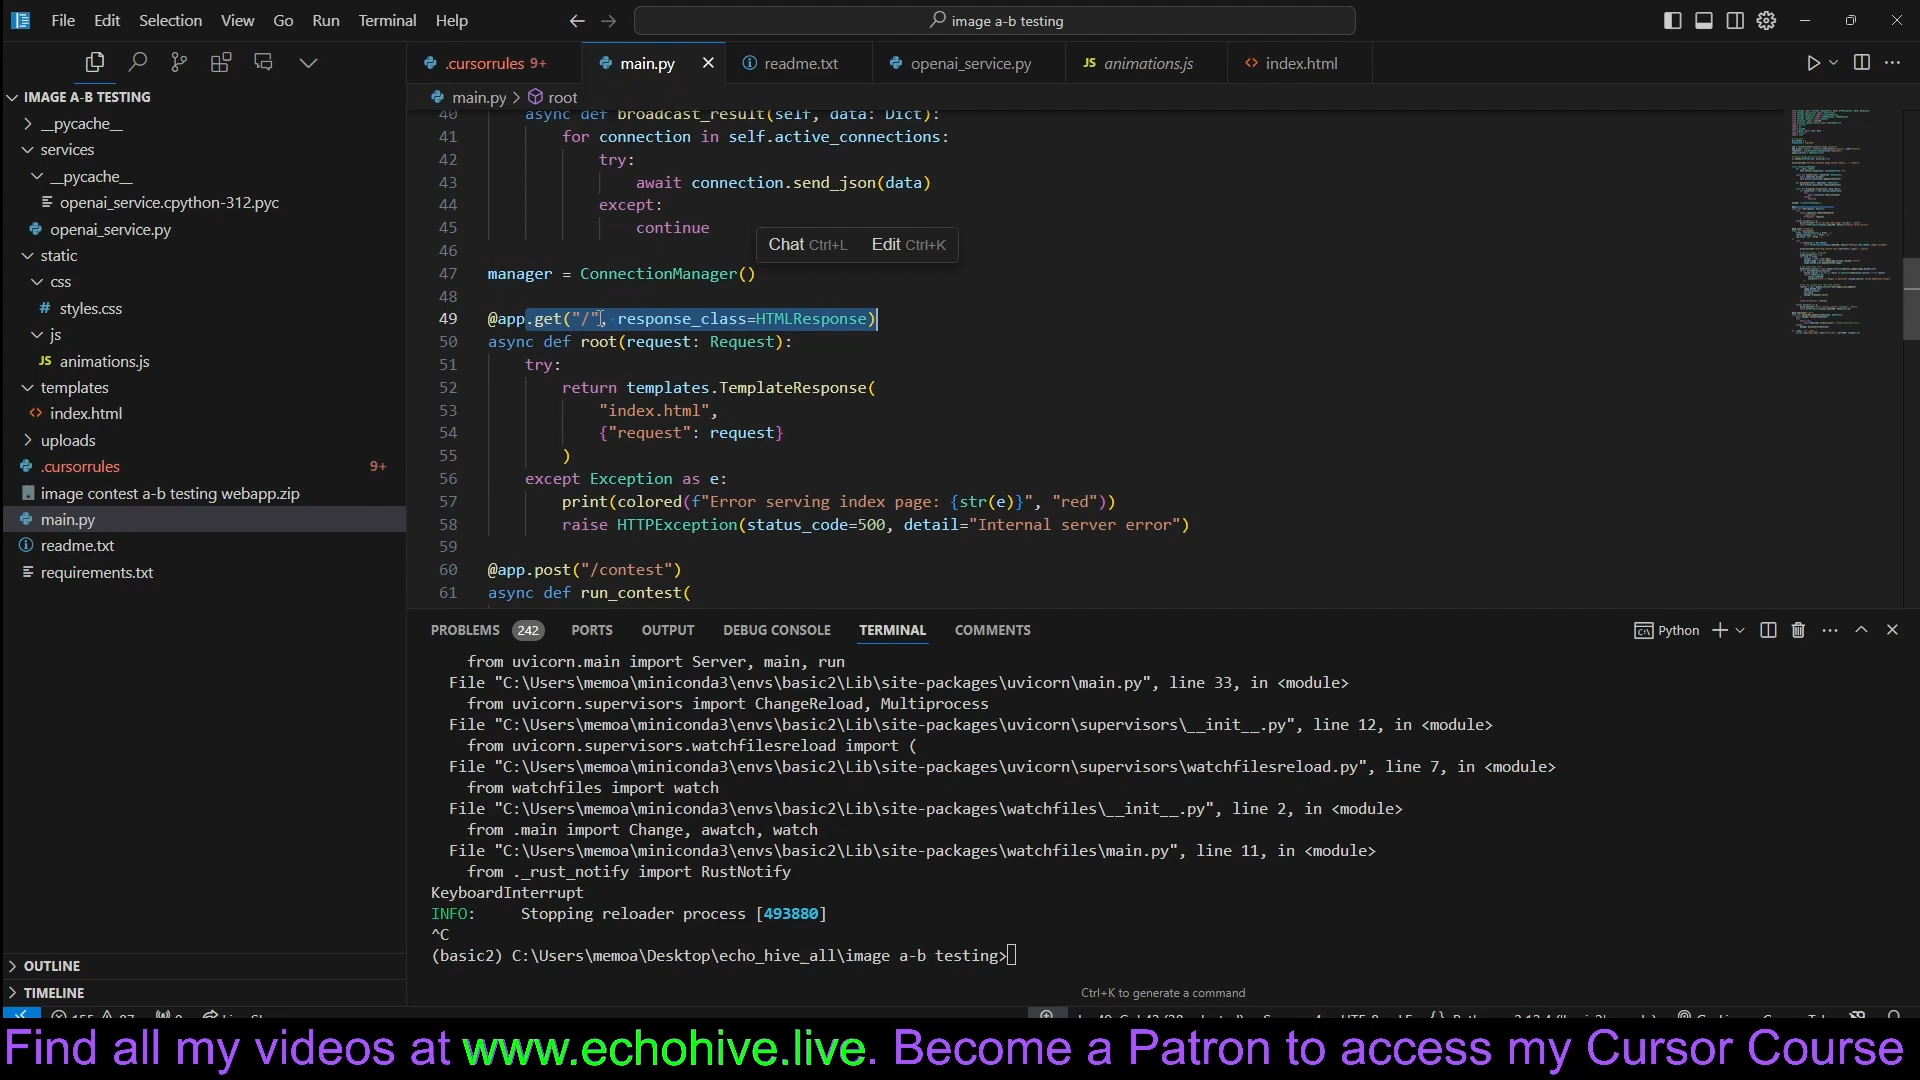 File Edit Selection View Go Run Terminal Help
image a-b testing
.cursorrules 9+ main.py readme.txt openai_service.py JS animations.js index.html
IMAGE A-B TESTING
__pycache__
services
__pycache__
openai_service.cpython-312.pyc
openai_service.py
static
css
# styles.css
js
JS animations.js
templates
index.html
uploads
.cursorrules 9+
image contest a-b testing webapp.zip
main.py
readme.txt
requirements.txt
OUTLINE
TIMELINE
main.py > root
40 async def broadcast_result(self, data: Dict):
41 for connection in self.active_connections:
42 try:
43 await connection.send_json(data)
44 except:
45 continue
Chat Ctrl+L Edit Ctrl+K
46
47 manager = ConnectionManager()
48
49 @app.get("/", response_class=HTMLResponse)
50 async def root(request: Request):
51 try:
52 return templates.TemplateResponse(
53 "index.html",
54 {"request": request}
55 )
56 except Exception as e:
57 print(colored(f"Error serving index page: {str(e)}", "red"))
58 raise HTTPException(status_code=500, detail="Internal server error")
59
60 @app.post("/contest")
61 async def run_contest(
PROBLEMS 242 PORTS OUTPUT DEBUG CONSOLE TERMINAL COMMENTS
Python
from uvicorn.main import Server, main, run
File "C:\Users\memoa\miniconda3\envs\basic2\Lib\site-packages\uvicorn\main.py", line 33, in <module>
from uvicorn.supervisors import ChangeReload, Multiprocess
File "C:\Users\memoa\miniconda3\envs\basic2\Lib\site-packages\uvicorn\supervisors\__init__.py", line 12, in <module>
from uvicorn.supervisors.watchfilesreload import (
File "C:\Users\memoa\miniconda3\envs\basic2\Lib\site-packages\uvicorn\supervisors\watchfilesreload.py", line 7, in <module>
from watchfiles import watch
File "C:\Users\memoa\miniconda3\envs\basic2\Lib\site-packages\watchfiles\__init__.py", line 2, in <module>
from .main import Change, awatch, watch
File "C:\Users\memoa\miniconda3\envs\basic2\Lib\site-packages\watchfiles\main.py", line 11, in <module>
from ._rust_notify import RustNotify
KeyboardInterrupt
INFO: Stopping reloader process [493880]
^C
(basic2) C:\Users\memoa\Desktop\echo_hive_all\image a-b testing>
Ctrl+K to generate a command
Find all my videos at www.echohive.live. Become a Patron to access my Cursor Course